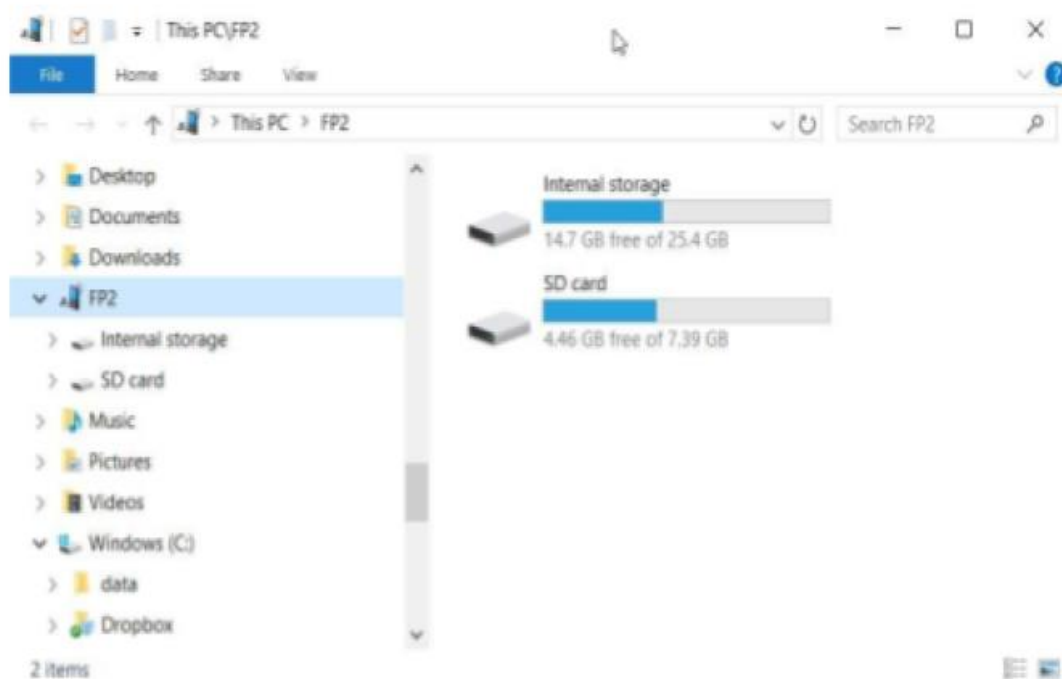 This PC\FP2
File Home Share View
This PC > FP2
Search FP2
Desktop
Documents
Downloads
FP2
Internal storage
SD card
Music
Pictures
Videos
Windows (C:)
data
Dropbox
Internal storage
14.7 GB free of 25.4 GB
SD card
4.46 GB free of 7.39 GB
2 items